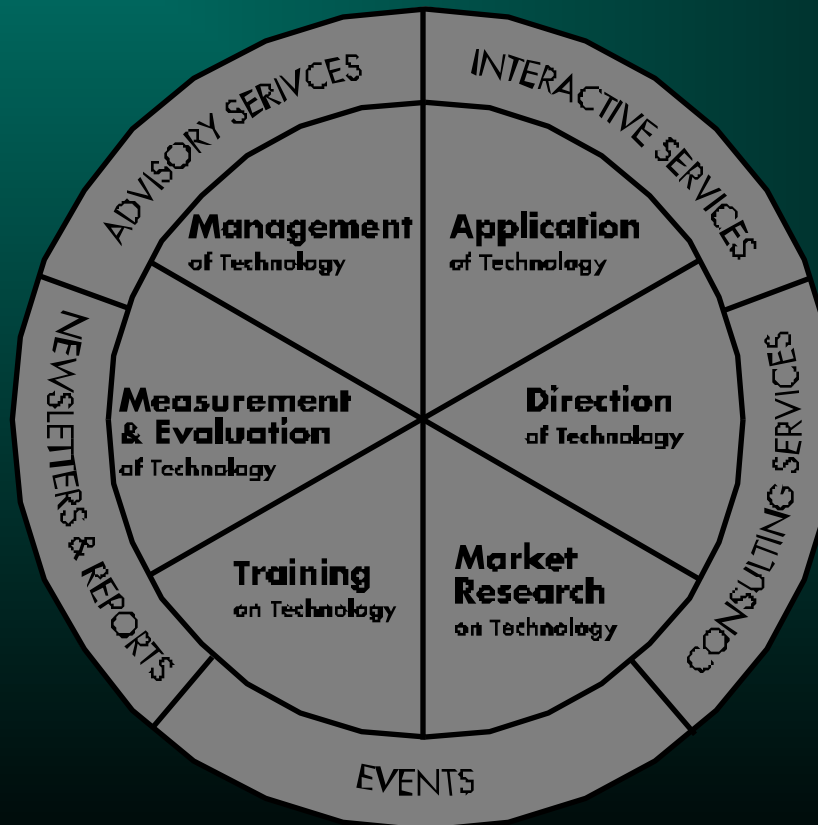 ADVISORY SERIVCES
INTERACTIVE SERVICES
Management
of Technology
Application
of Technology
NEWSLETTERS & REPORTS
Measurement
& Evaluation
of Technology
Direction
of Technology
CONSULTING SERVICES
Training
on Technology
Market
Research
on Technology
EVENTS